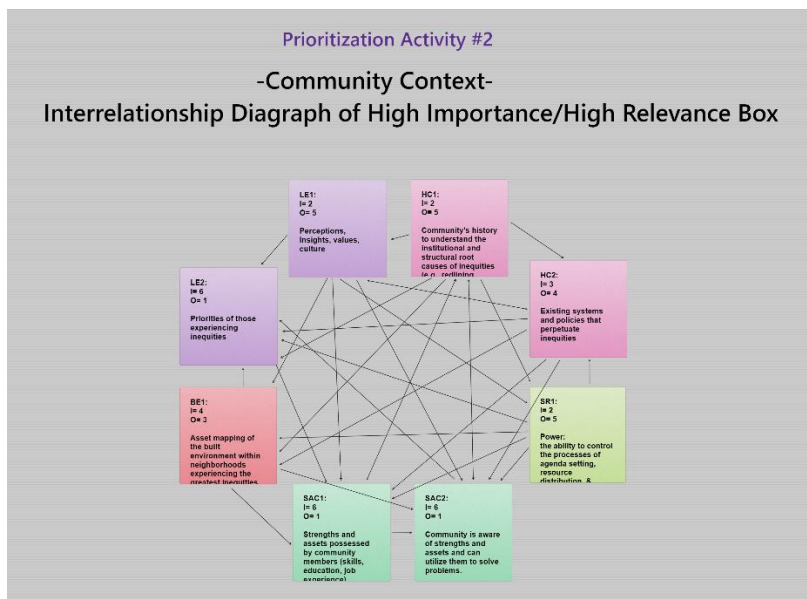 Prioritization Activity #2
-Community Context-
Interrelationship Diagraph of High Importance/High Relevance Box
LE1:
I= 2
O= 5
Perceptions,
insights, values,
culture
HC1:
I= 2
O= 5
Community's history
to understand the
institutional and
structural root
causes of inequities
(e.g., redlining,
LE2:
I= 6
O= 1
Priorities of those
experiencing
inequities
HC2:
I= 3
O= 4
Existing systems
and policies that
perpetuate
inequities
BE1:
I= 4
O= 3
Asset mapping of
the built
environment within
neighborhoods
experiencing the
greatest inequities
SR1:
I= 2
O= 5
Power:
the ability to control
the processes of
agenda setting,
resource
distribution, &
SAC1:
I= 6
O= 1
Strengths and
assets possessed
by community
members (skills,
education, job
experience)
SAC2:
I= 6
O= 1
Community is aware
of strengths and
assets and can
utilize them to solve
problems.